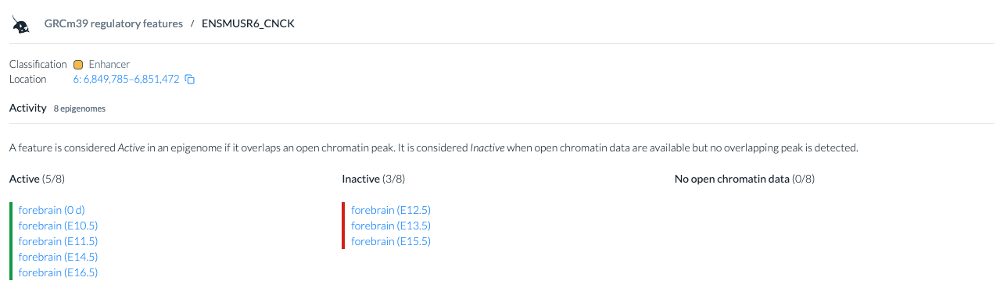 GRCm39 regulatory features / ENSMUSR6_CNCK
Classification Enhancer
Location 6: 6,849,785–6,851,472
Activity 8 epigenomes
A feature is considered Active in an epigenome if it overlaps an open chromatin peak. It is considered Inactive when open chromatin data are available but no overlapping peak is detected.
Active (5/8)
forebrain (0 d)
forebrain (E10.5)
forebrain (E11.5)
forebrain (E14.5)
forebrain (E16.5)
Inactive (3/8)
forebrain (E12.5)
forebrain (E13.5)
forebrain (E15.5)
No open chromatin data (0/8)